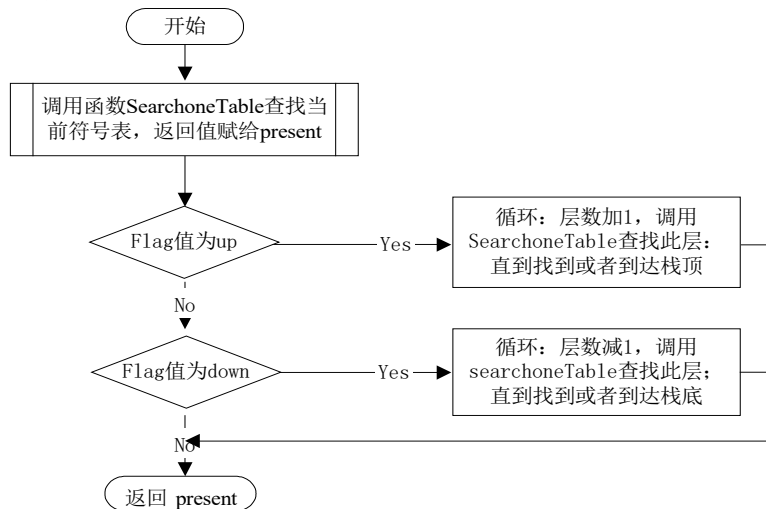 开始
调用函数SearchoneTable查找当
前符号表，返回值赋给present
Flag值为up
Yes
循环：层数加1，调用
SearchoneTable查找此层：
直到找到或者到达栈顶
No
Flag值为down
Yes
循环：层数减1，调用
searchoneTable查找此层；
直到找到或者到达栈底
No
返回 present